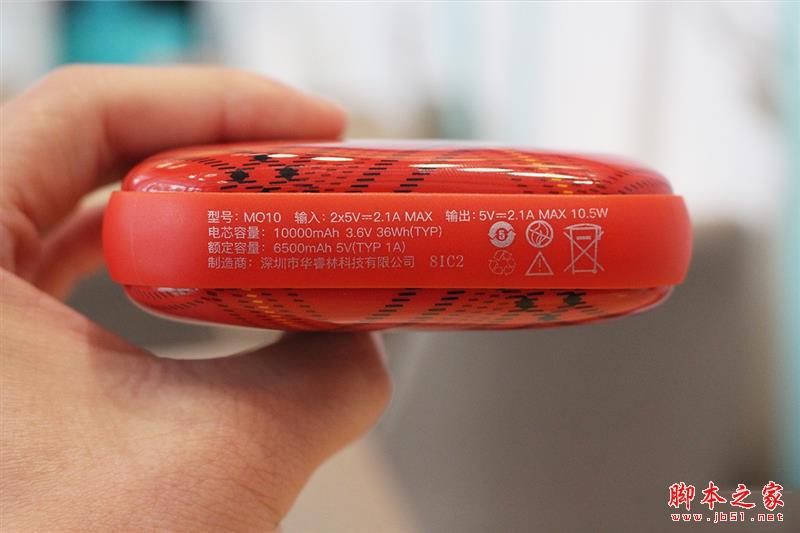 型号: MO10 输入: 2x5V⎓2.1A MAX 输出: 5V⎓2.1A MAX 10.5W
电芯容量: 10000mAh 3.6V 36Wh(TYP)
额定容量: 6500mAh 5V(TYP 1A)
制造商: 深圳市华睿林科技有限公司 81C2
5
脚本之家
www.jb51.net